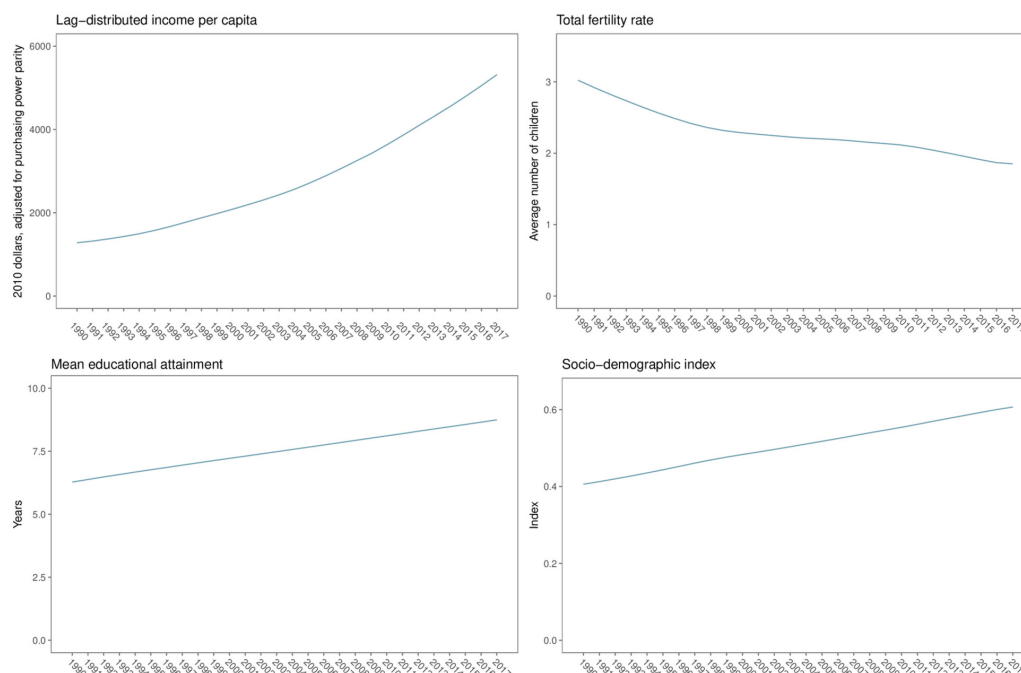 Lag−distributed income per capita
2010 dollars, adjusted for purchasing power parity
6000
4000
2000
0
1990 1991 1992 1993 1994 1995 1996 1997 1998 1999 2000 2001 2002 2003 2004 2005 2006 2007 2008 2009 2010 2011 2012 2013 2014 2015 2016 2017
Total fertility rate
Average number of children
3
2
1
0
1990 1991 1992 1993 1994 1995 1996 1997 1998 1999 2000 2001 2002 2003 2004 2005 2006 2007 2008 2009 2010 2011 2012 2013 2014 2015 2016
Mean educational attainment
Years
10.0
7.5
5.0
2.5
0.0
Socio−demographic index
Index
0.6
0.4
0.2
0.0